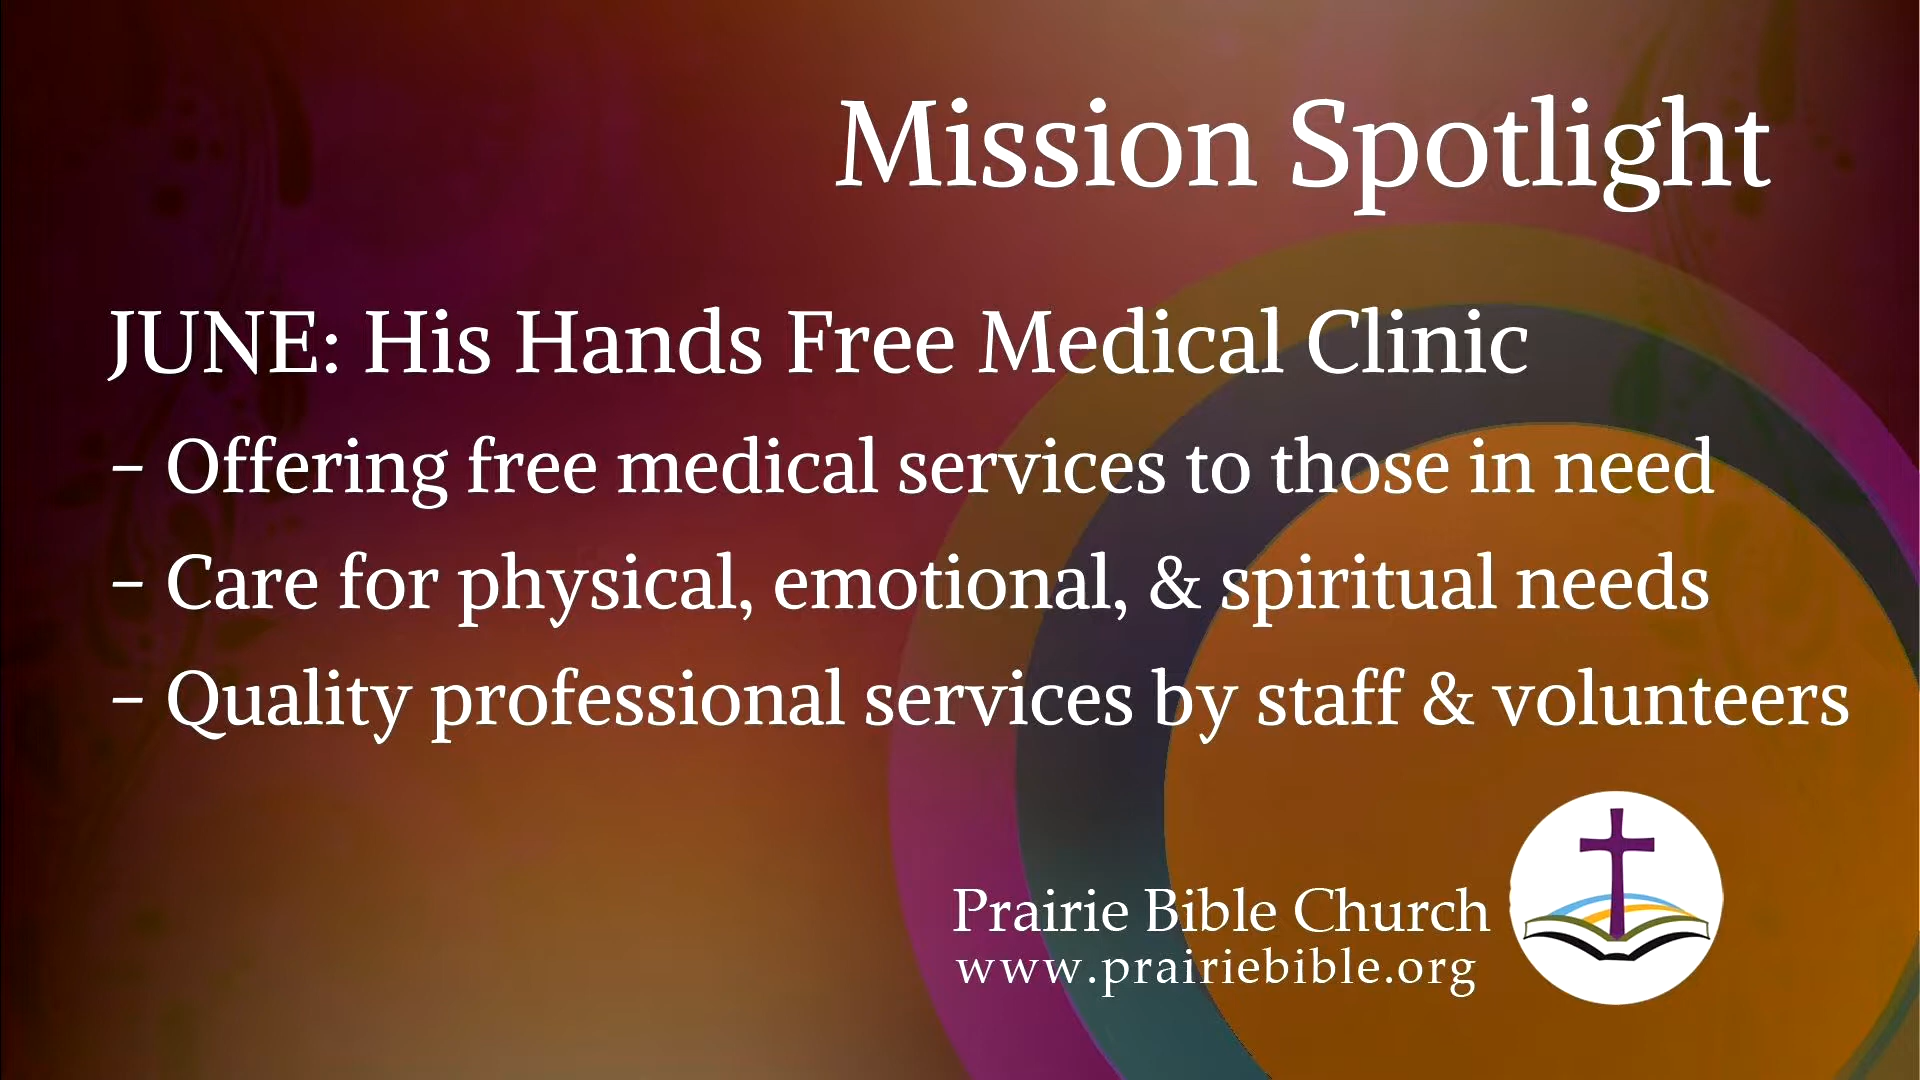 Mission Spotlight
JUNE: His Hands Free Medical Clinic
– Offering free medical services to those in need
– Care for physical, emotional, & spiritual needs
– Quality professional services by staff & volunteers
Prairie Bible Church
www.prairiebible.org